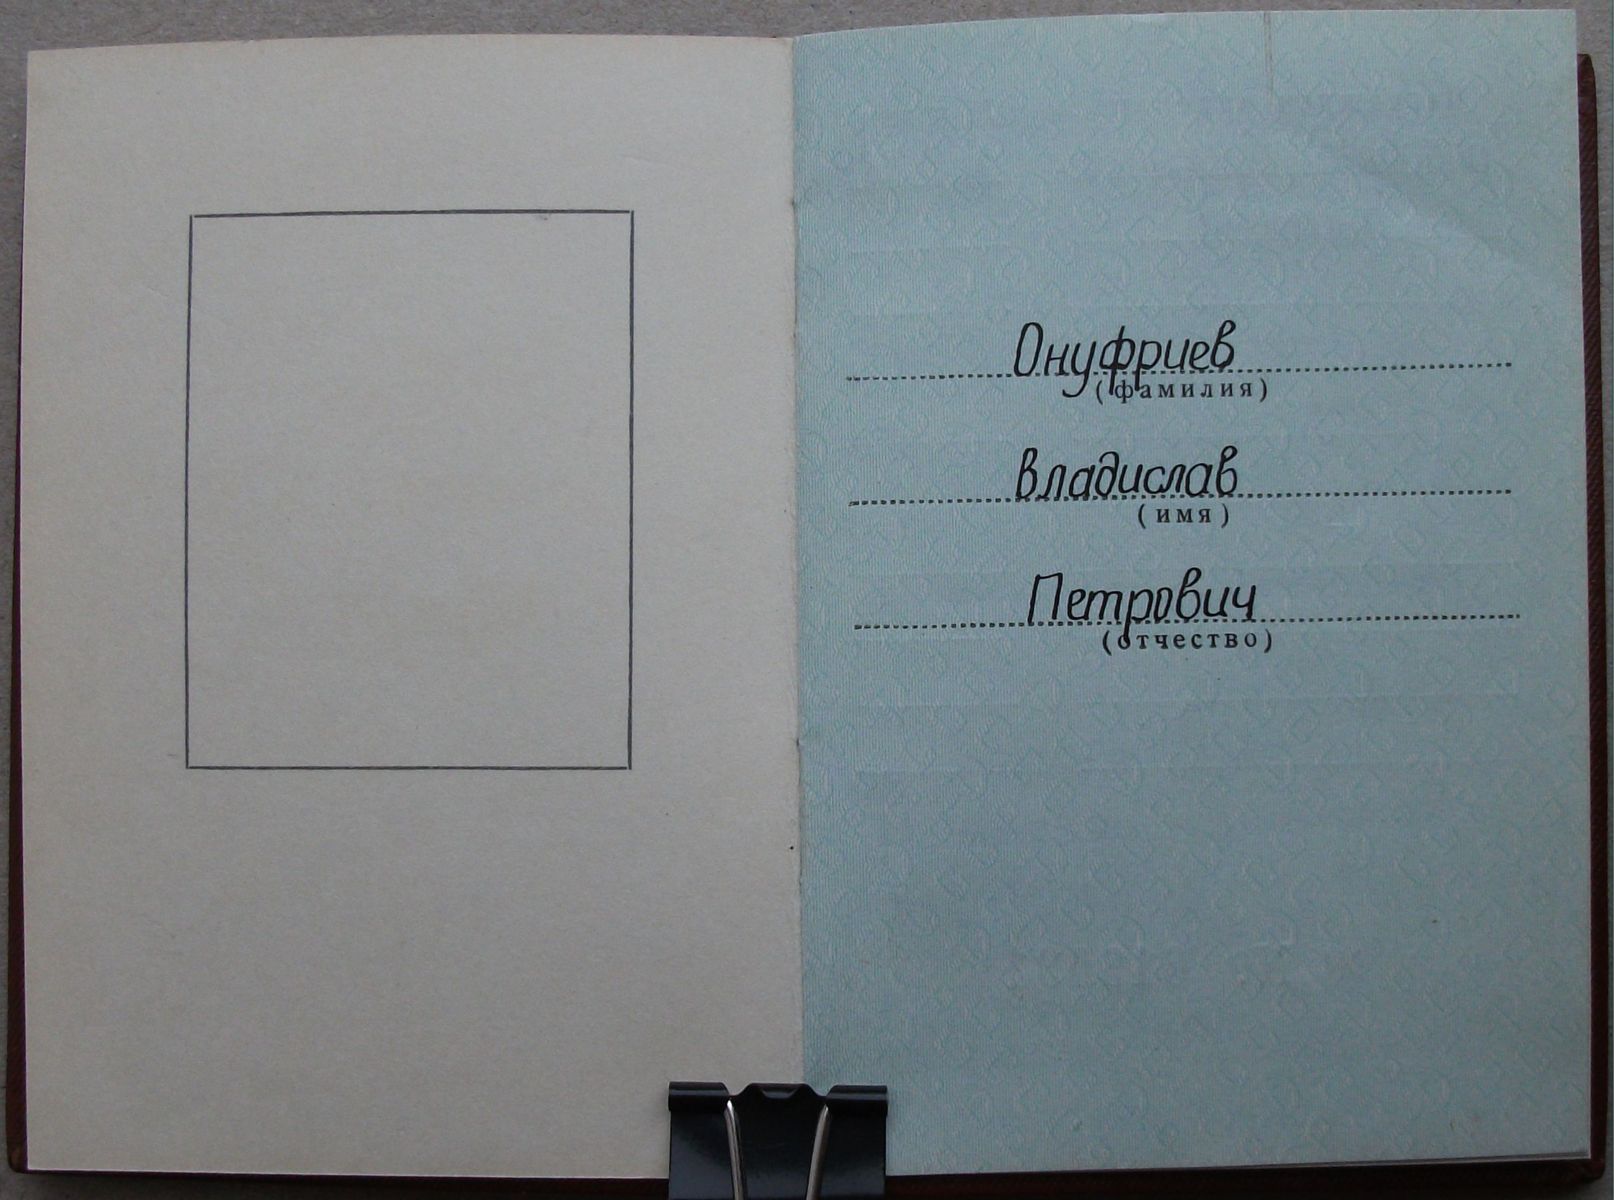 Онуфриев
(фамилия)
Владислав
(имя)
Петрович
(отчество)